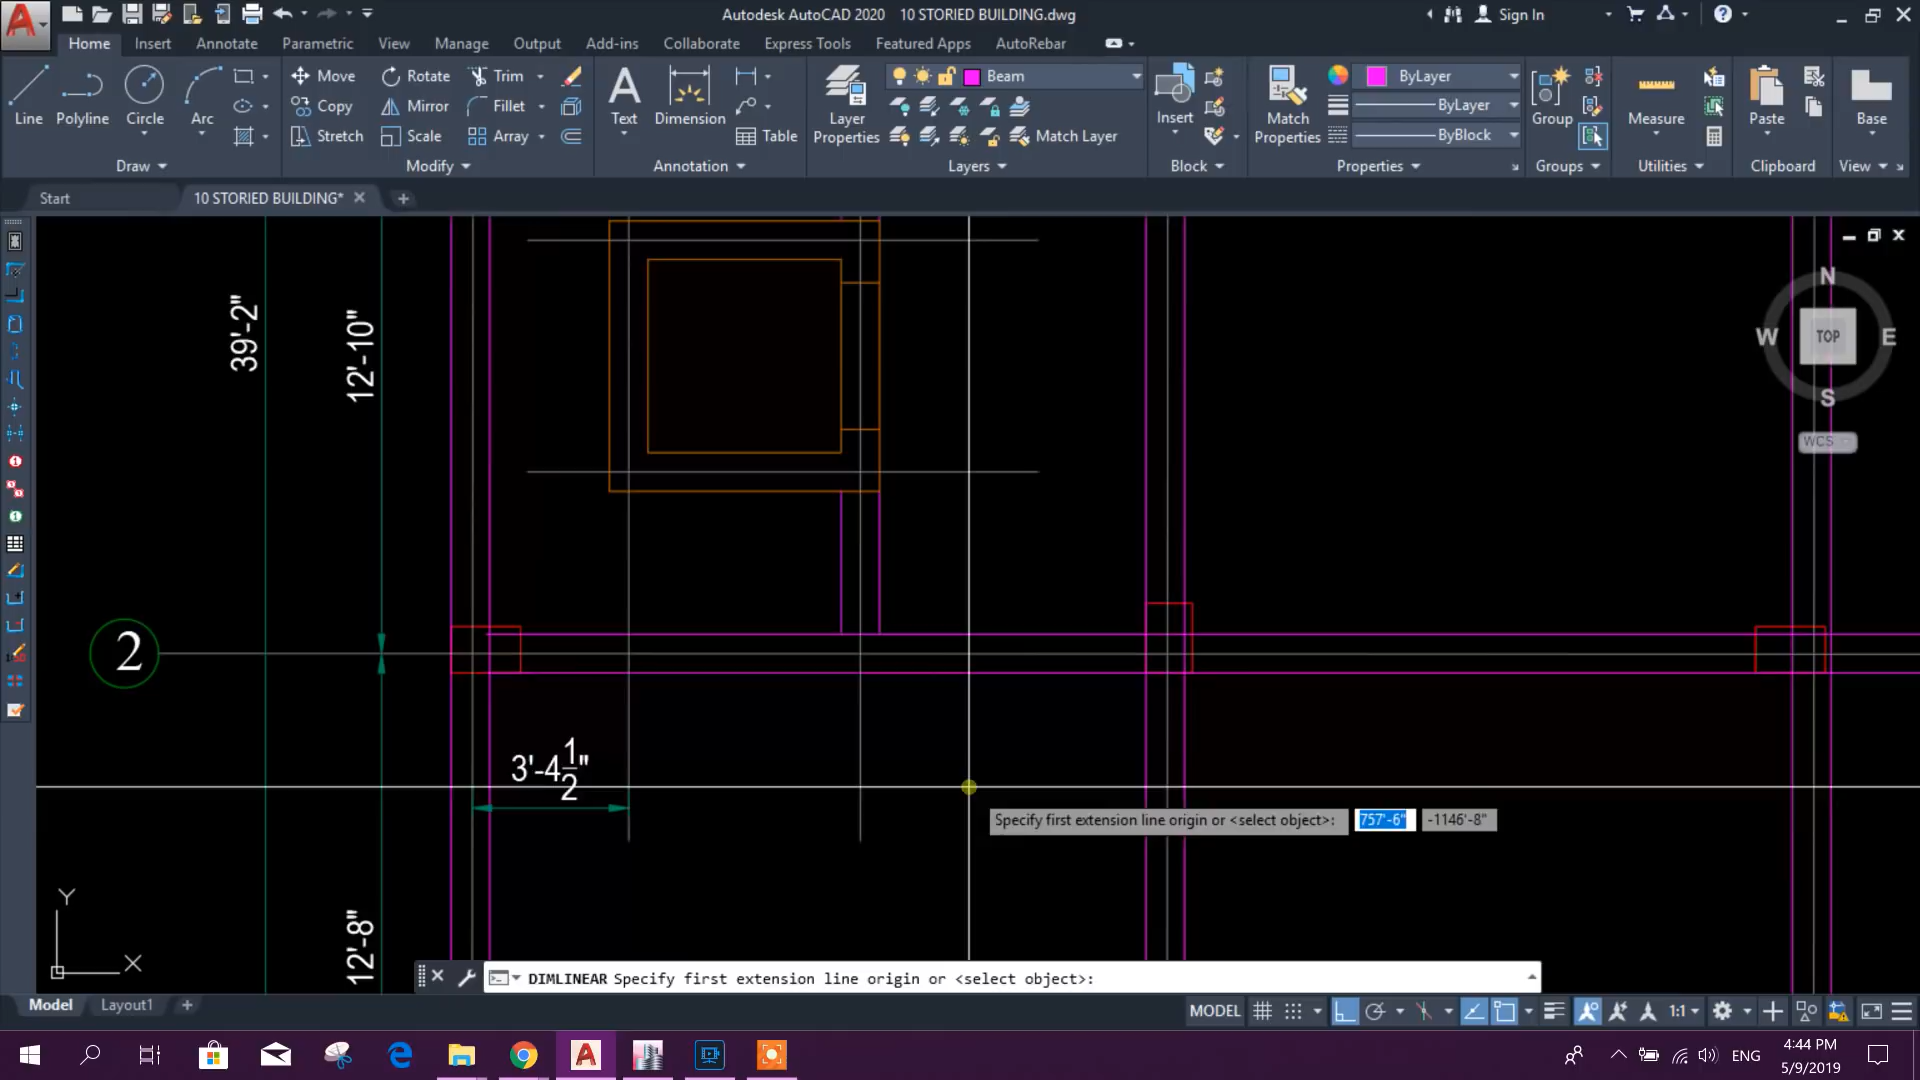 Autodesk AutoCAD 2020 10 STORIED BUILDING.dwg
Sign In
Home Insert Annotate Parametric View Manage Output Add-ins Collaborate Express Tools Featured Apps AutoRebar
Line
Polyline
Circle
Arc
Draw
Move
Rotate
Trim
Copy
Mirror
Fillet
Stretch
Scale
Array
Modify
Text
Dimension
Table
Annotation
Layer
Properties
Beam
Match Layer
Layers
Insert
Block
Match
Properties
ByLayer
ByLayer
ByBlock
Properties
Group
Groups
Measure
Utilities
Paste
Clipboard
Base
View
Start
10 STORIED BUILDING*
39'-2"
12'-10"
N
W
TOP
E
S
WCS
2
3'-4 1/2"
12'-8"
Specify first extension line origin or <select object>: 757'-6" -1146'-8"
Y
X
DIMLINEAR Specify first extension line origin or <select object>:
Model
Layout1
MODEL
1:1
ENG
4:44 PM
5/9/2019